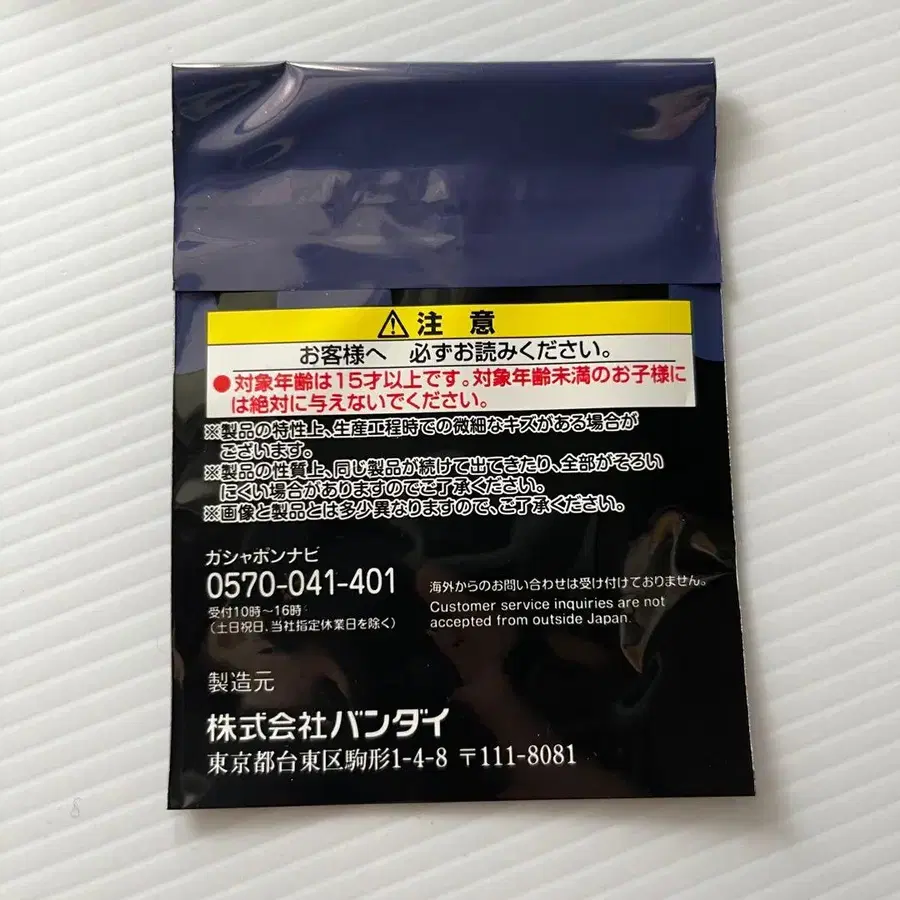 ⚠注 意
お客様へ 必ずお読みください。
●対象年齢は15才以上です。対象年齢未満のお子様に
は絶対に与えないでください。
※製品の特性上、生産工程時での微細なキズがある場合が
ございます。
※製品の性質上、同じ製品が続けて出てきたり、全部がそろい
にくい場合がありますのでご了承ください。
※画像と製品とは多少異なりますので、ご了承ください。
ガシャポンナビ
0570-041-401
受付10時～16時
(土日祝日、当社指定休業日を除く)
海外からのお問い合わせは受け付けておりません。
Customer service inquiries are not
accepted from outside Japan.
製造元
株式会社バンダイ
東京都台東区駒形1-4-8 〒111-8081